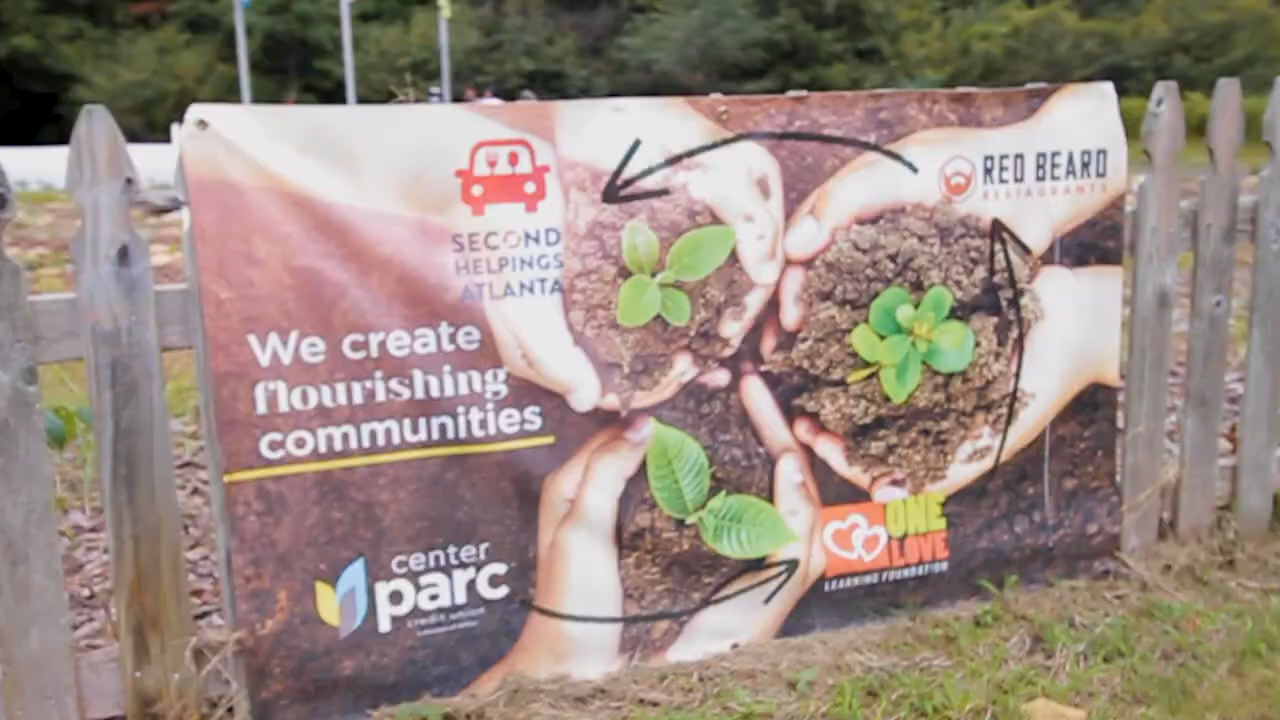 SECOND
HELPINGS
ATLANTA
RED BEARD
RESTAURANTS
We create
flourishing
communities
center
parc
credit union
ONE
LOVE
LEARNING FOUNDATION